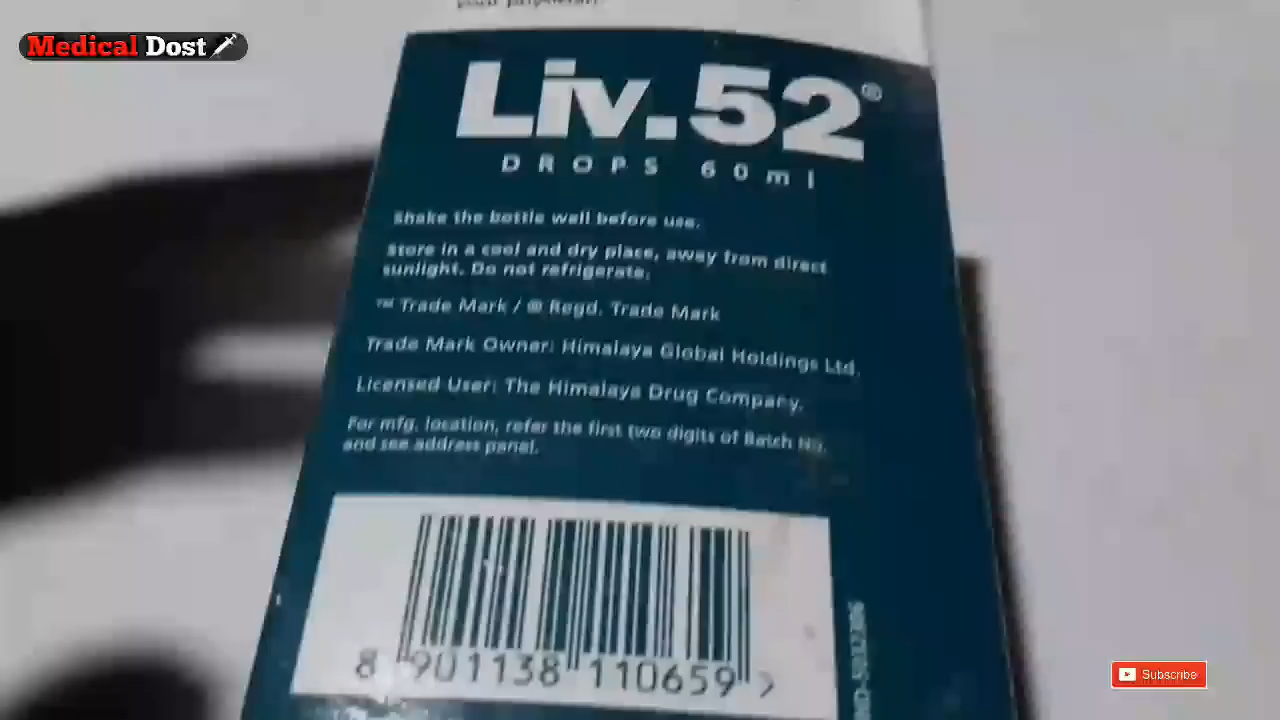 Medical Dost
Liv.52®
DROPS 60ml
Shake the bottle well before use.
Store in a cool and dry place, away from direct
sunlight. Do not refrigerate.
™ Trade Mark / ® Regd. Trade Mark
Trade Mark Owner: Himalaya Global Holdings Ltd.
Licensed User: The Himalaya Drug Company.
For mfg. location, refer the first two digits of Batch No.
and see address panel.
8 901138 110659 >
Subscribe